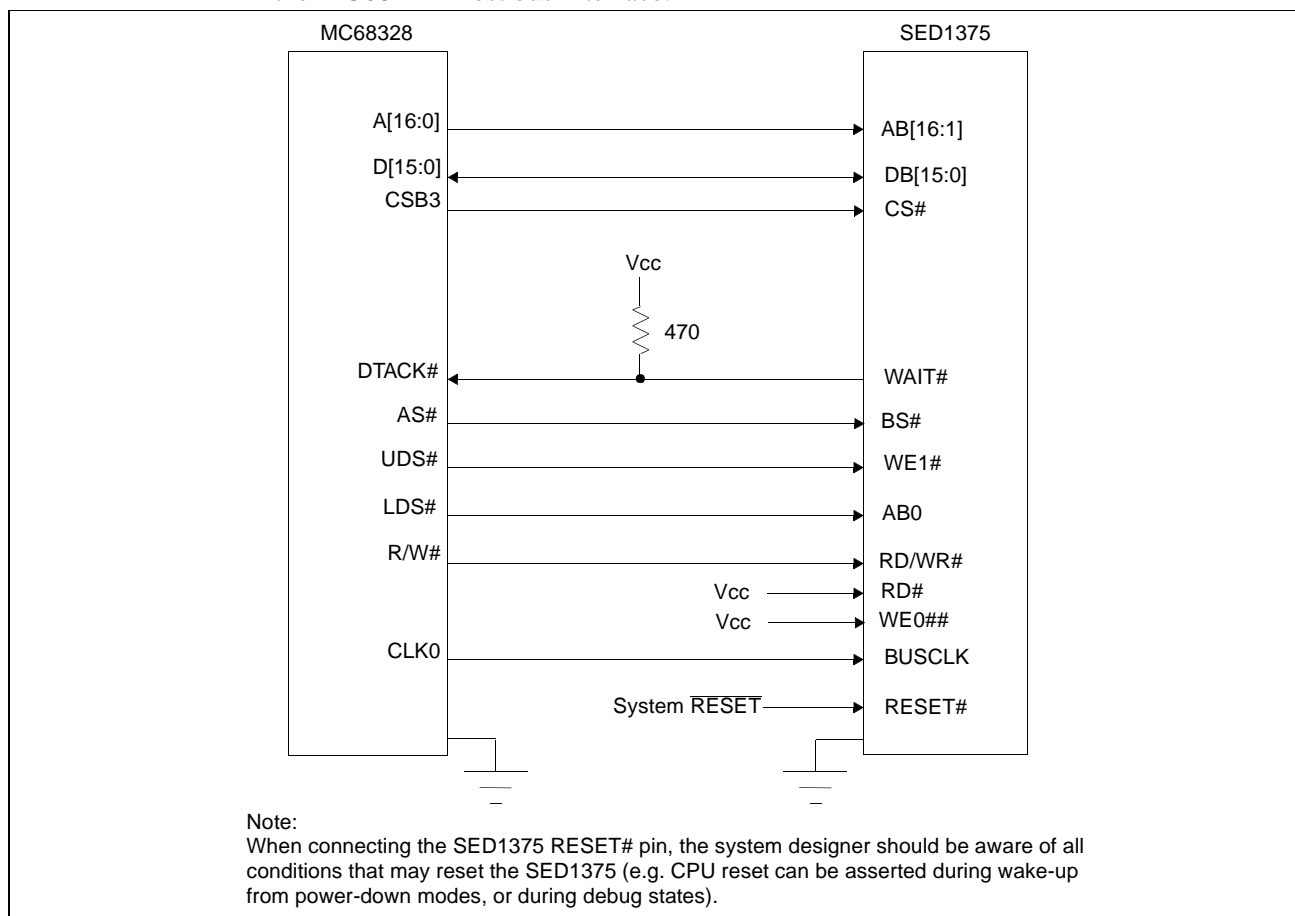 MC68328 SED1375
A[16:0] AB[16:1]
D[15:0] DB[15:0]
CSB3 CS#
Vcc
470
DTACK# WAIT#
AS# BS#
UDS# WE1#
LDS# AB0
R/W# RD/WR#
Vcc RD#
Vcc WE0##
CLK0 BUSCLK
System RESET RESET#
Note:
When connecting the SED1375 RESET# pin, the system designer should be aware of all
conditions that may reset the SED1375 (e.g. CPU reset can be asserted during wake-up
from power-down modes, or during debug states).